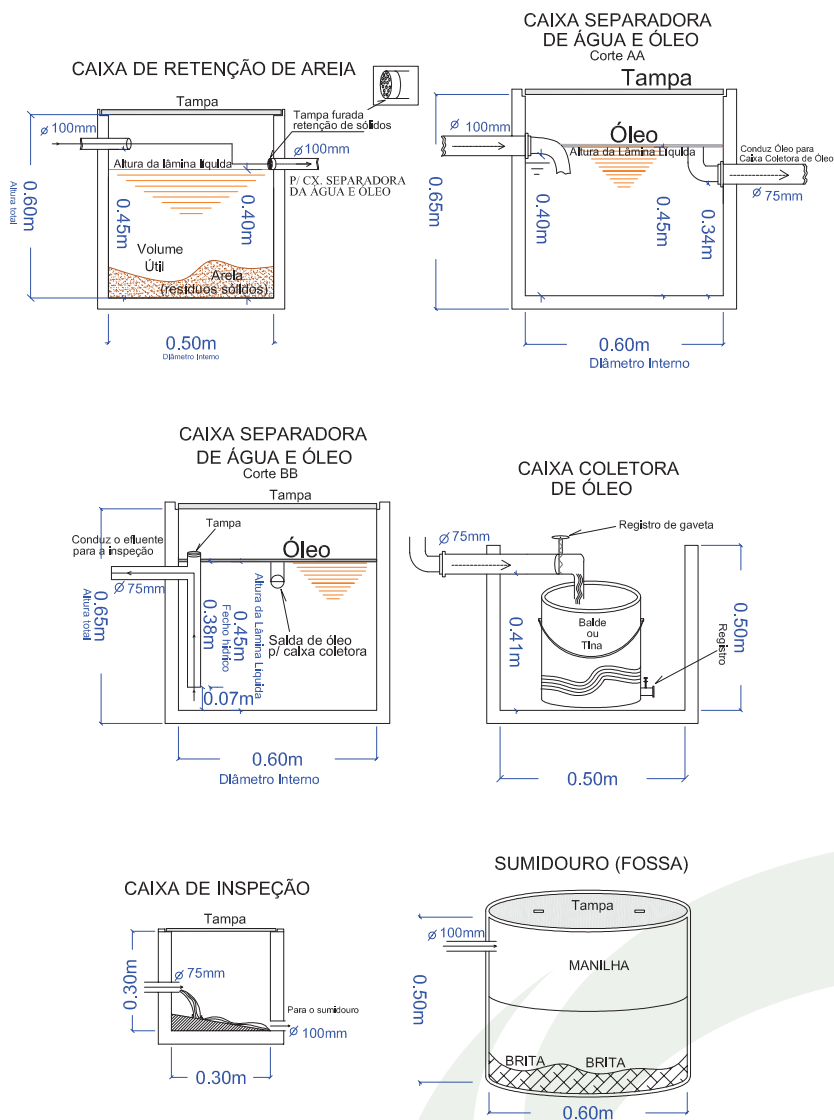 CAIXA DE RETENÇÃO DE AREIA
Tampa
Tampa furada
retenção de sólidos
Ø 100mm
Ø 100mm
Altura da lâmina líquida
P/ CX. SEPARADORA
DA ÁGUA E ÓLEO
0.60m
Altura total
0.45m
0.40m
Volume
Útil
Areia
(resíduos sólidos)
0.50m
Diâmetro Interno
CAIXA SEPARADORA
DE ÁGUA E ÓLEO
Corte AA
Tampa
Ø 100mm
Óleo
Altura da Lâmina Líquida
Conduz Óleo para
Caixa Coletora de Óleo
Ø 75mm
0.65m
0.40m
0.45m
0.34m
0.60m
Diâmetro Interno
CAIXA SEPARADORA
DE ÁGUA E ÓLEO
Corte BB
Tampa
Tampa
Conduz o efluente
para a inspeção
Óleo
Ø 75mm
0.65m
Altura total
0.38m
Fecho hídrico
0.45m
Altura da Lâmina Líquida
Saída de óleo
p/ caixa coletora
0.07m
0.60m
Diâmetro Interno
CAIXA COLETORA
DE ÓLEO
Registro de gaveta
Ø 75mm
0.41m
Balde
ou
Tina
Registro
0.50m
0.50m
CAIXA DE INSPEÇÃO
Tampa
0.30m
Ø 75mm
Para o sumidouro
Ø 100mm
0.30m
SUMIDOURO (FOSSA)
Tampa
Ø 100mm
MANILHA
0.50m
BRITA BRITA
0.60m